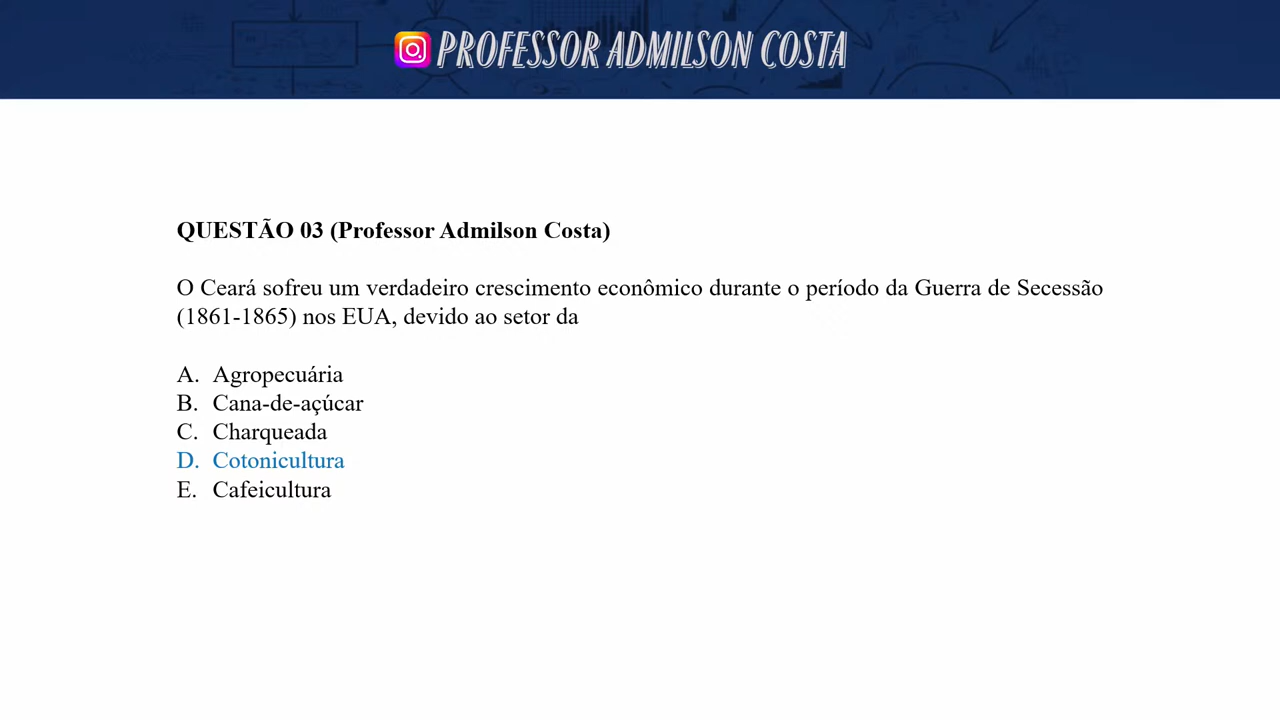 PROFESSOR ADMILSON COSTA
QUESTÃO 03 (Professor Admilson Costa)
O Ceará sofreu um verdadeiro crescimento econômico durante o período da Guerra de Secessão
(1861-1865) nos EUA, devido ao setor da
A. Agropecuária
B. Cana-de-açúcar
C. Charqueada
D. Cotonicultura
E. Cafeicultura